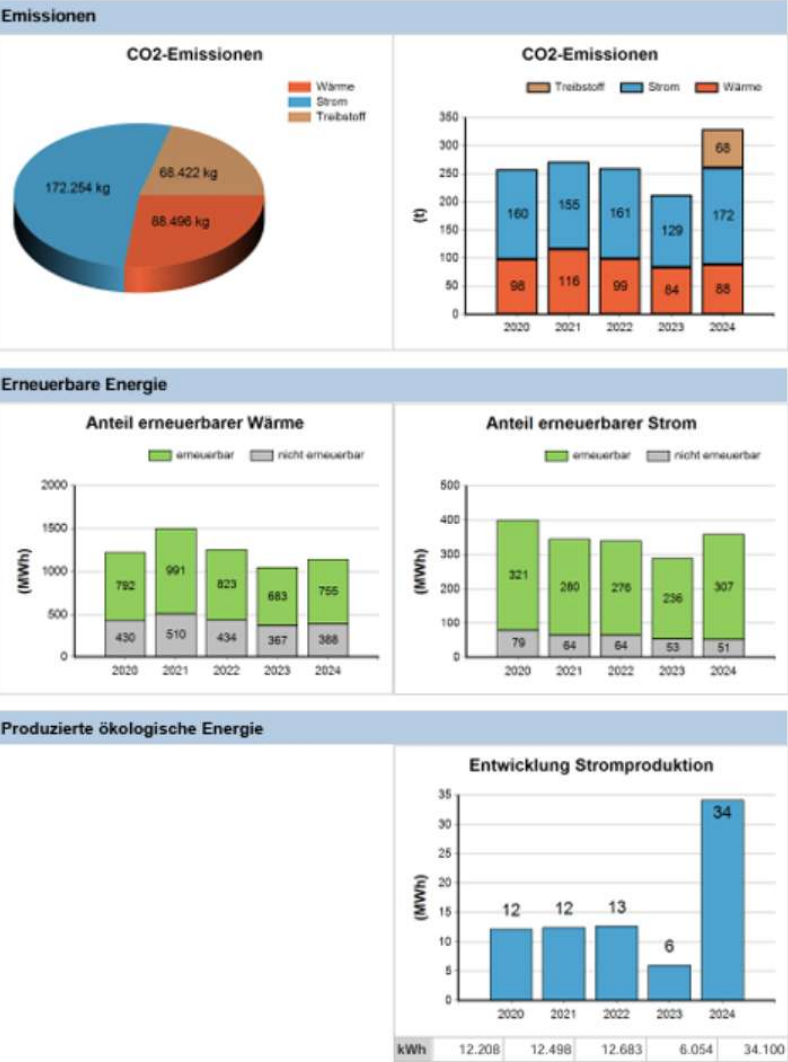 Emissionen
CO2-Emissionen
Wärme
Strom
Treibstoff
172.254 kg
68.422 kg
88.496 kg
CO2-Emissionen
Treibstoff Strom Wärme
(t)
350
300
250
200
150
100
50
0
68
160 155 161 129 172
98 116 99 84 88
2020 2021 2022 2023 2024
Erneuerbare Energie
Anteil erneuerbarer Wärme
erneuerbar nicht erneuerbar
(MWh)
2000
1500
1000
500
0
792 991 823 683 755
430 510 434 367 388
2020 2021 2022 2023 2024
Anteil erneuerbarer Strom
erneuerbar nicht erneuerbar
(MWh)
500
400
300
200
100
0
321 280 276 236 307
79 64 64 53 51
2020 2021 2022 2023 2024
Produzierte ökologische Energie
Entwicklung Stromproduktion
(MWh)
35
30
25
20
15
10
5
0
12 12 13 6 34
2020 2021 2022 2023 2024
kWh 12.208 12.498 12.683 6.054 34.100